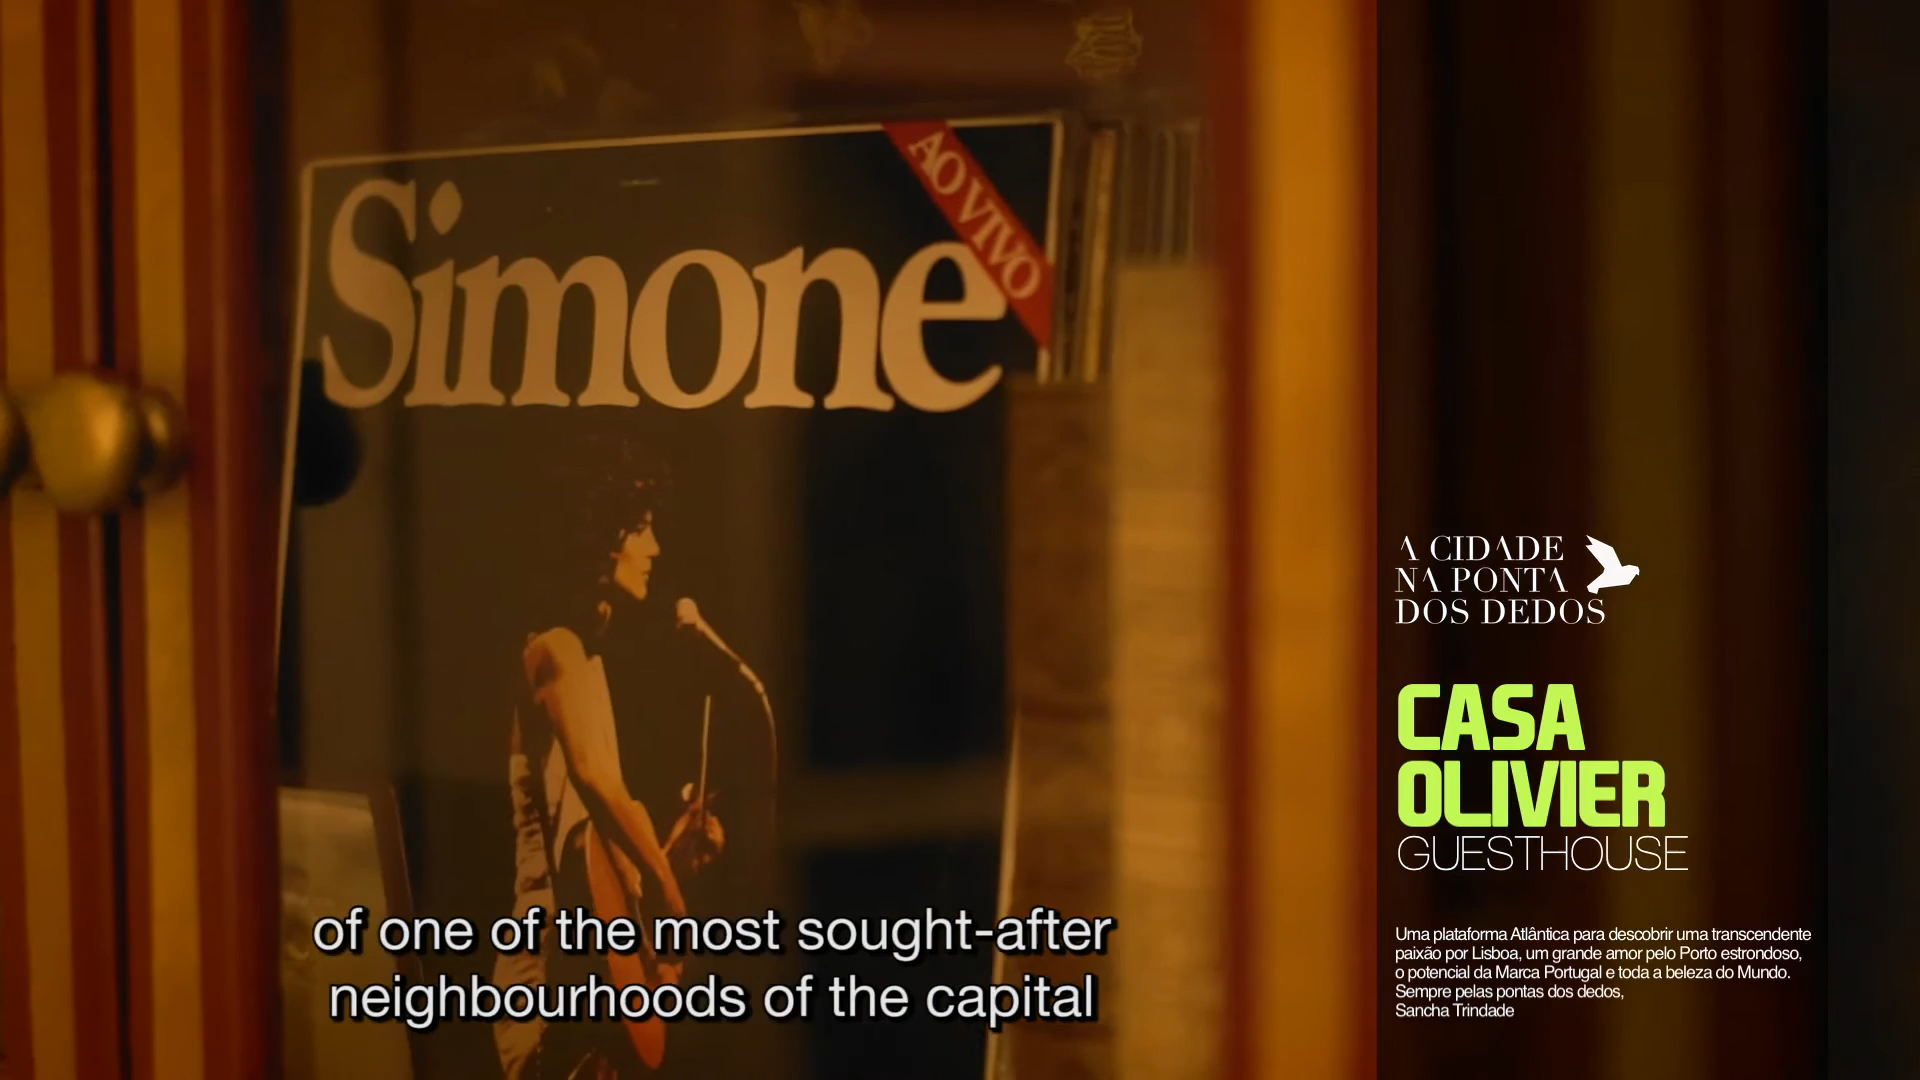 Simone
AO VIVO
of one of the most sought-after
neighbourhoods of the capital
A CIDADE
NA PONTA
DOS DEDOS
CASA
OLIVIER
GUESTHOUSE
Uma plataforma Atlântica para descobrir uma transcendente
paixão por Lisboa, um grande amor pelo Porto estrondoso,
o potencial da Marca Portugal e toda a beleza do Mundo.
Sempre pelas pontas dos dedos,
Sancha Trindade